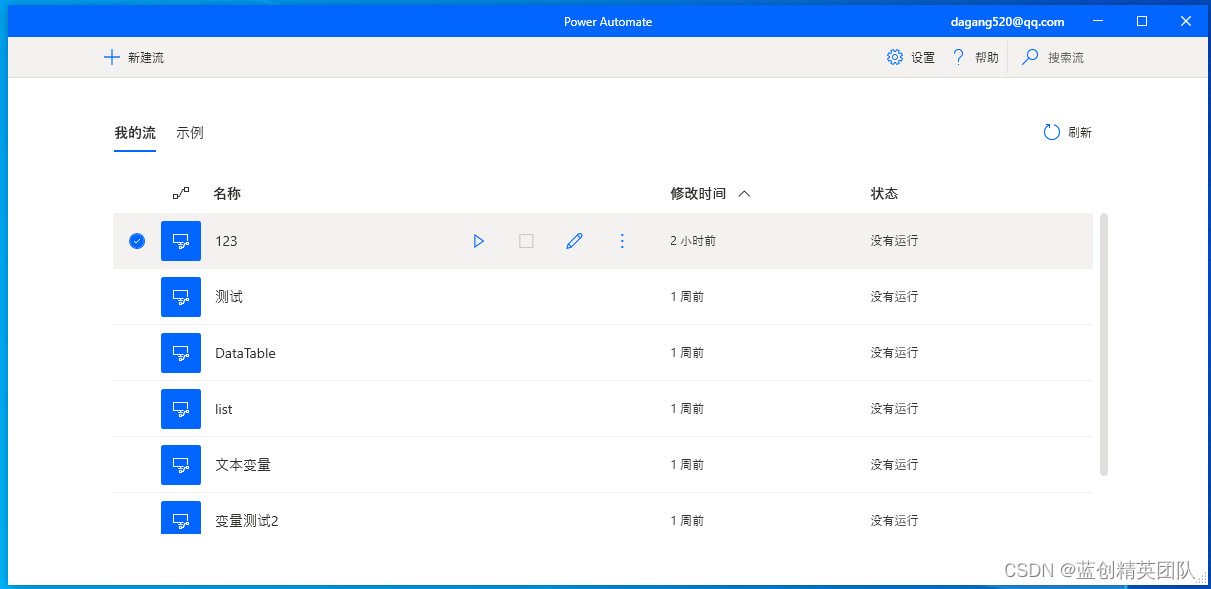 Power Automate dagang520@qq.com
新建流 设置 帮助 搜索流
我的流 示例 刷新
名称 修改时间 状态
123 2 小时前 没有运行
测试 1 周前 没有运行
DataTable 1 周前 没有运行
list 1 周前 没有运行
文本变量 1 周前 没有运行
变量测试2 1 周前 没有运行
CSDN @蓝创精英团队